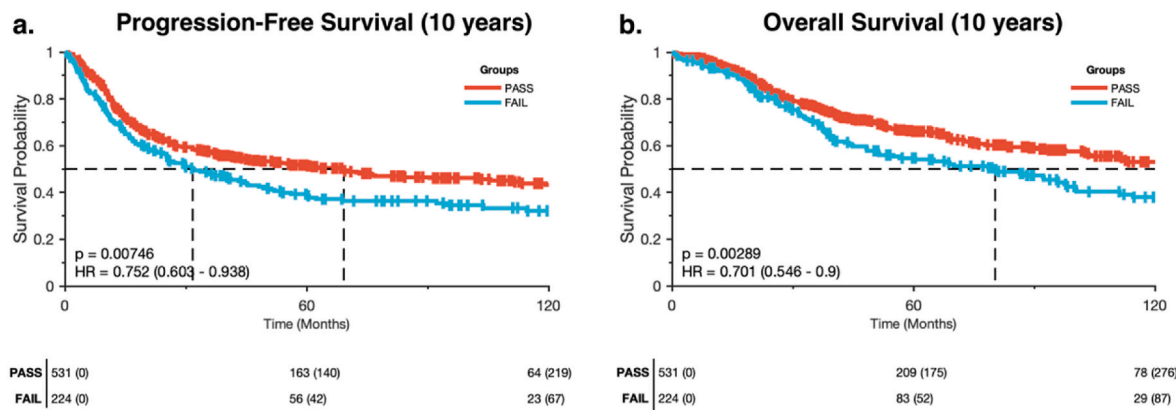 a. Progression-Free Survival (10 years)
Survival Probability
1
0.8
0.6
0.4
0.2
0
Groups
PASS
FAIL
p = 0.00746
HR = 0.752 (0.603 - 0.938)
0 60 120
Time (Months)
PASS 531 (0) 163 (140) 64 (219)
FAIL 224 (0) 56 (42) 23 (67)
b. Overall Survival (10 years)
Survival Probability
1
0.8
0.6
0.4
0.2
0
Groups
PASS
FAIL
p = 0.00289
HR = 0.701 (0.546 - 0.9)
0 60 120
Time (Months)
PASS 531 (0) 209 (175) 78 (276)
FAIL 224 (0) 83 (52) 29 (87)